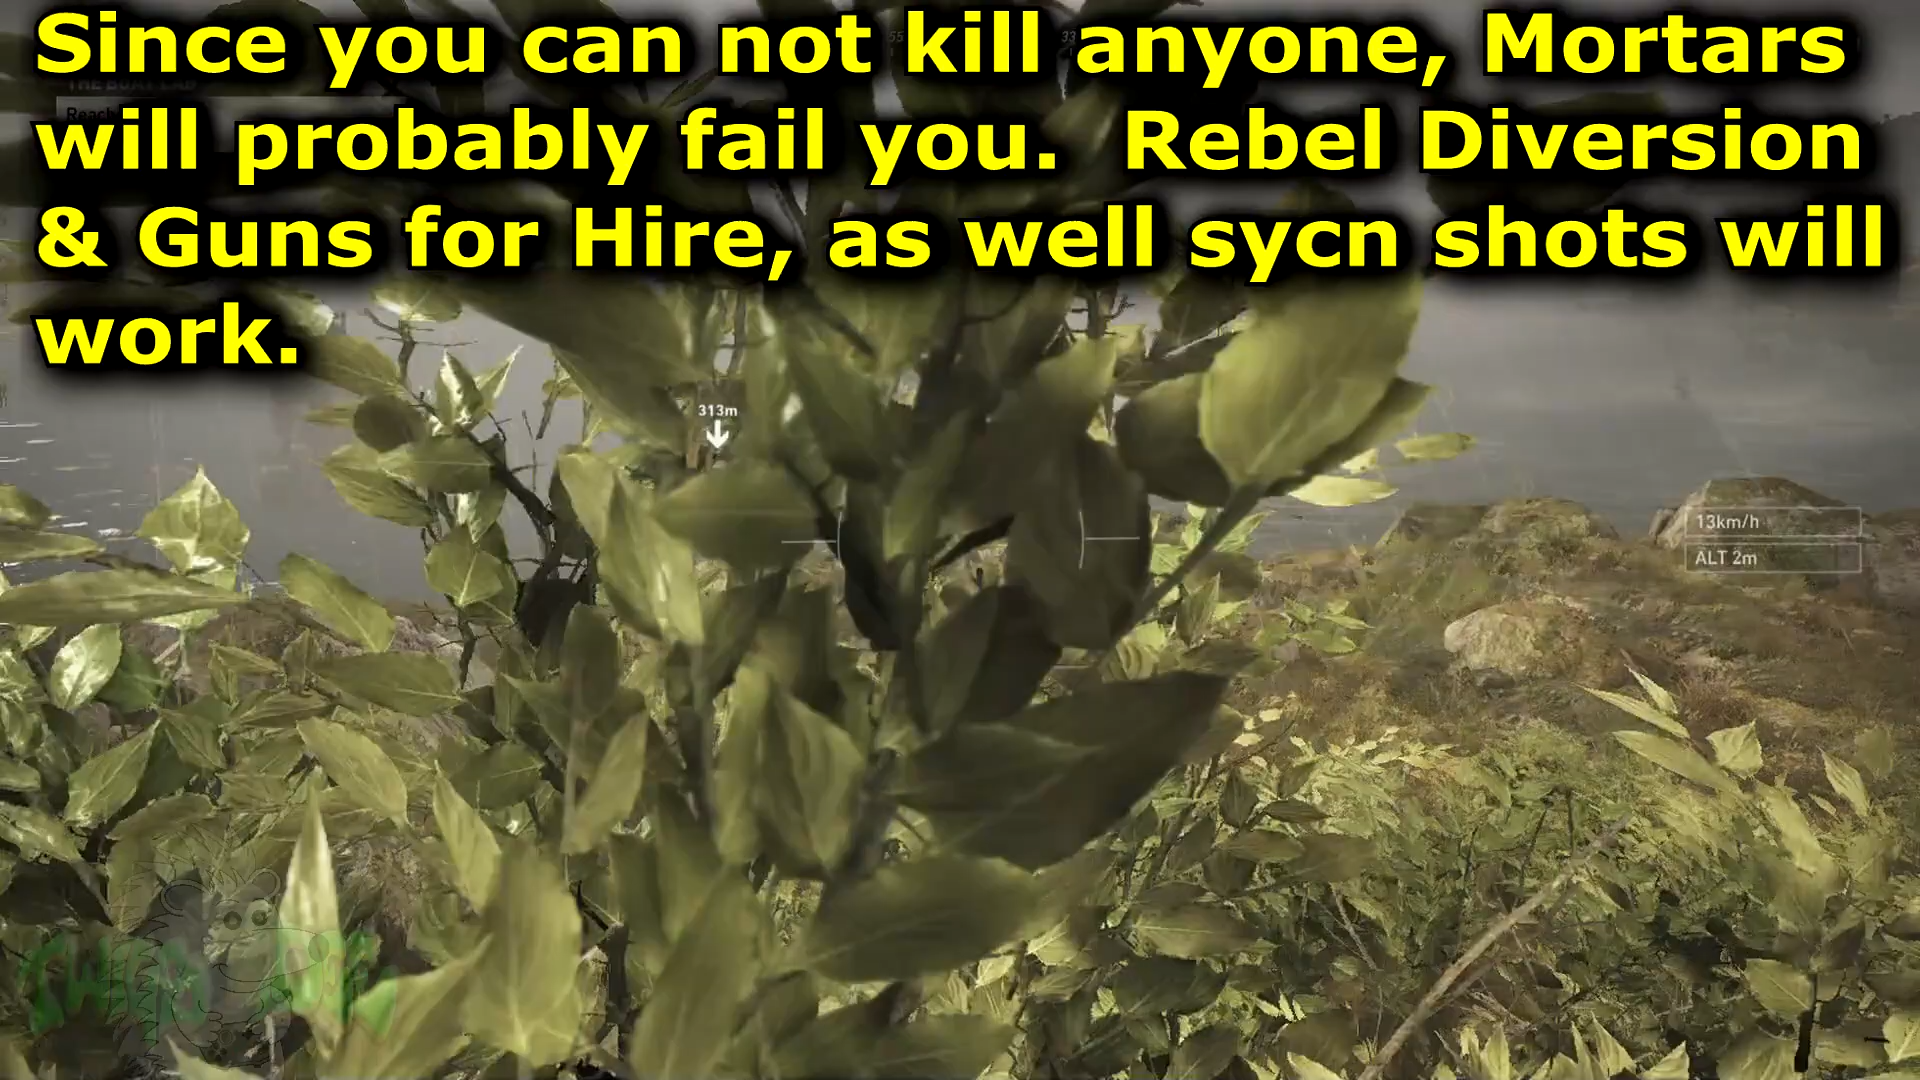 Since you can not kill anyone, Mortars
will probably fail you.  Rebel Diversion
& Guns for Hire, as well sycn shots will
work.
313m
13km/h
ALT 2m